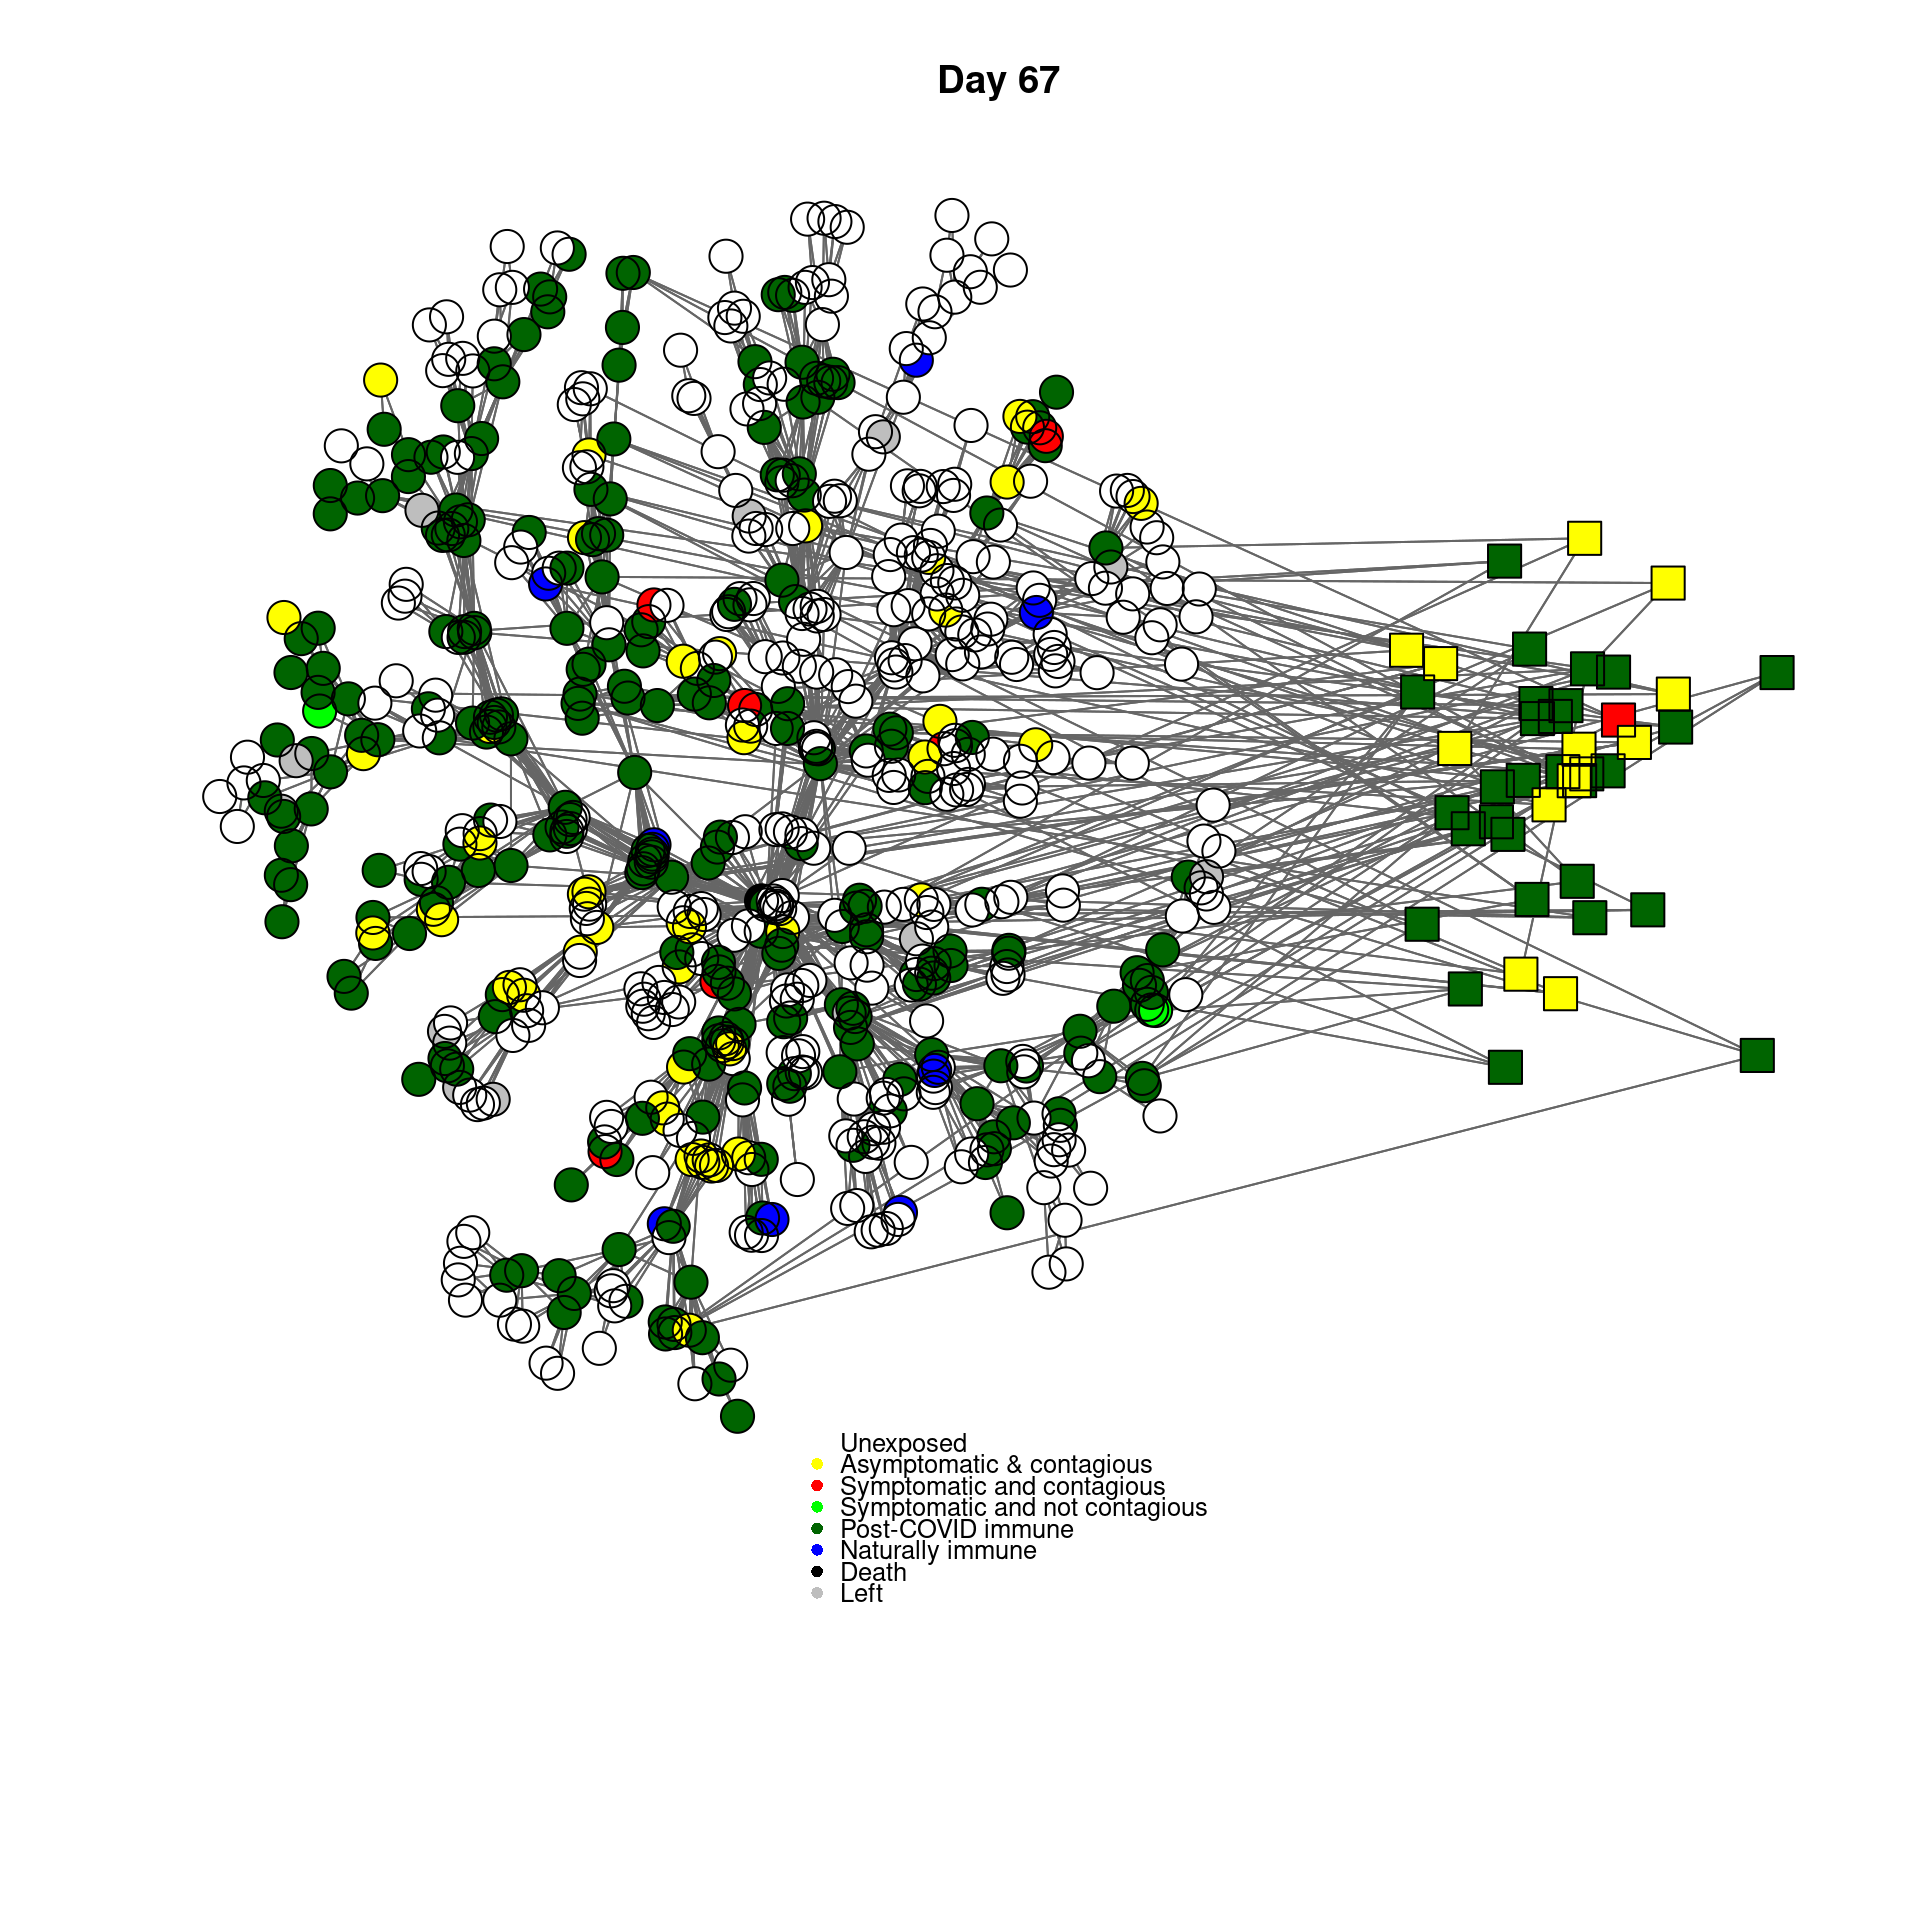 Day 67
Unexposed
Asymptomatic & contagious
Symptomatic and contagious
Symptomatic and not contagious
Post-COVID immune
Naturally immune
Death
Left